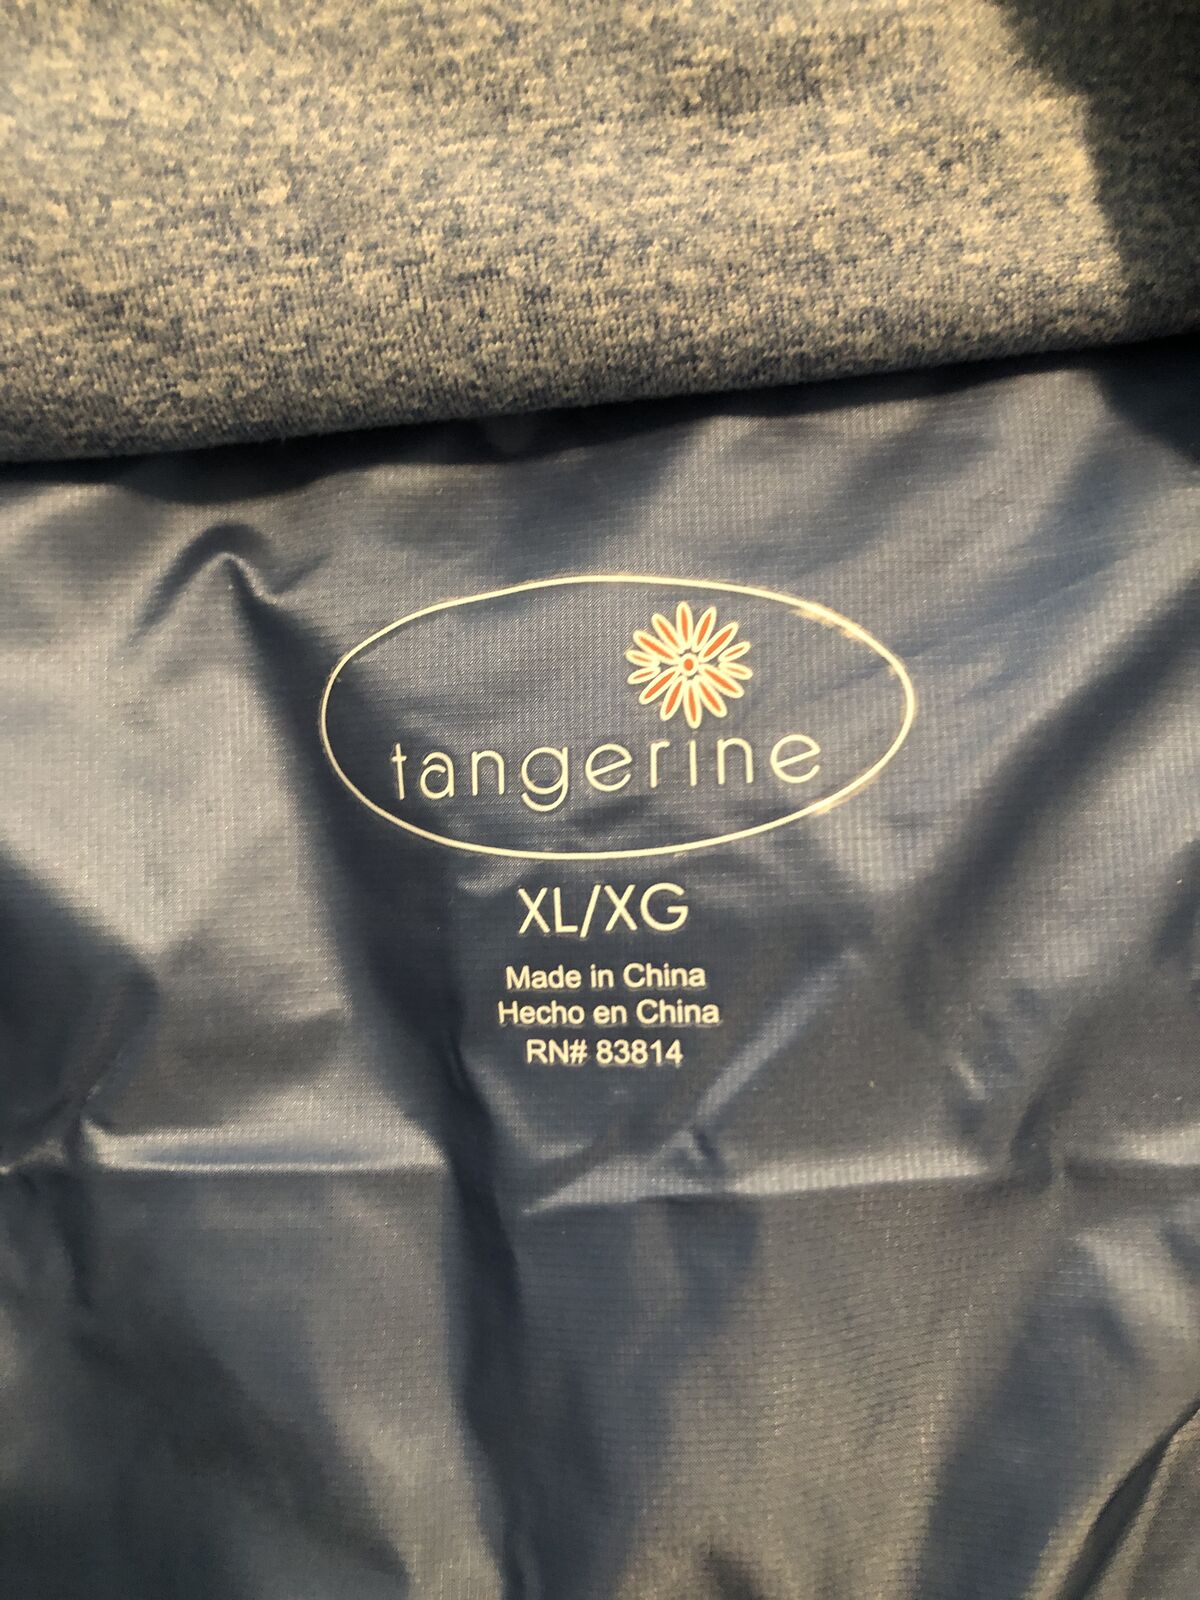 tangerine
XL/XG
Made in China
Hecho en China
RN# 83814